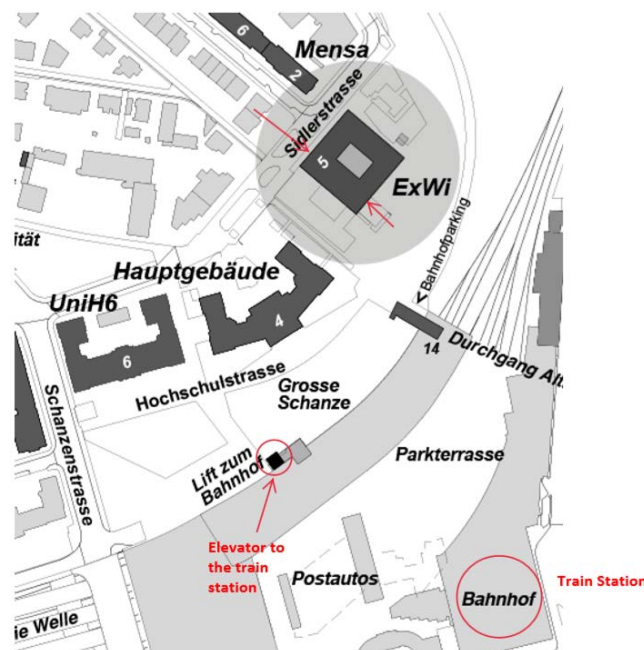 6
Mensa
2
Sidlerstrasse
5
ExWi
ität
Hauptgebäude
< Bahnhofparking
UniH6
4
6
14
Durchgang
Hochschulstrasse
Grosse
Schanze
Schanzenstrasse
Lift zum
Bahnhof
Parkterrasse
Elevator to
the train
station
Postautos
Bahnhof
Train Station
ie Welle